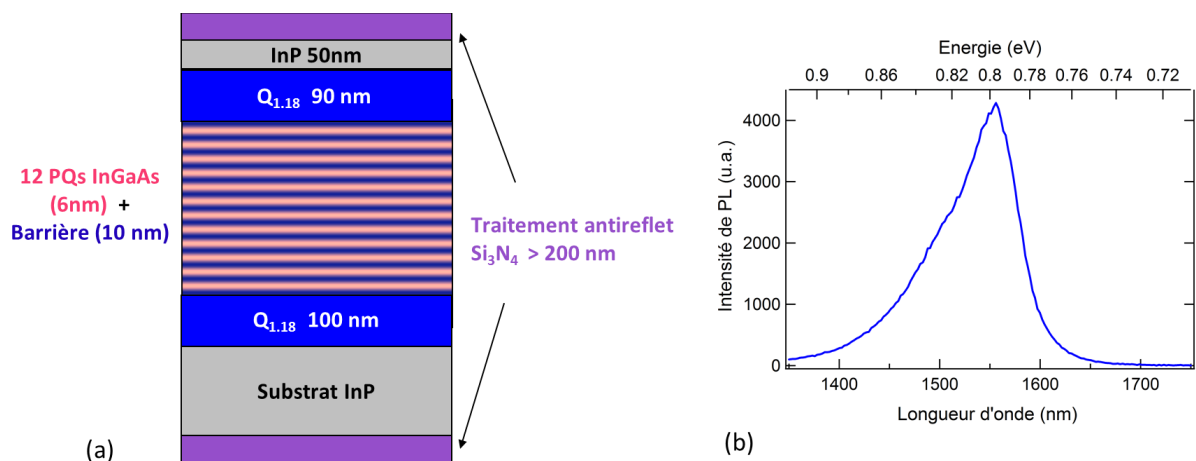 InP 50nm
Q1.18 90 nm
12 PQs InGaAs
(6nm) +
Barrière (10 nm)
Traitement antireflet
Si3N4 > 200 nm
Q1.18 100 nm
Substrat InP
(a)
Energie (eV)
0.9 0.86 0.82 0.8 0.78 0.76 0.74 0.72
Intensité de PL (u.a.)
4000
3000
2000
1000
0
1400 1500 1600 1700
Longueur d'onde (nm)
(b)